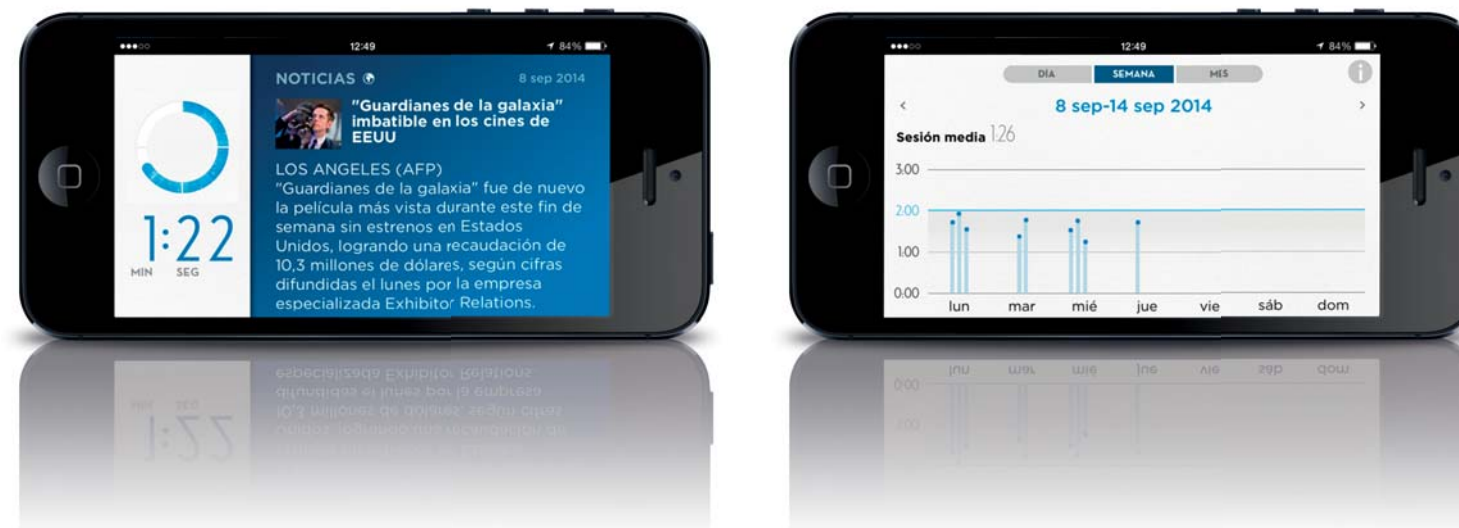 12:49
84%
NOTICIAS
8 sep 2014
"Guardianes de la galaxia"
imbatible en los cines de
EEUU
LOS ANGELES (AFP)
"Guardianes de la galaxia" fue de nuevo
la película más vista durante este fin de
semana sin estrenos en Estados
Unidos, logrando una recaudación de
10,3 millones de dólares, según cifras
difundidas el lunes por la empresa
especializada Exhibitor Relations.
1:22
MIN SEG
12:49
84%
DÍA SEMANA MES
i
< 8 sep-14 sep 2014 >
Sesión media 1:26
3:00
2:00
1:00
0:00
lun mar mié jue vie sáb dom